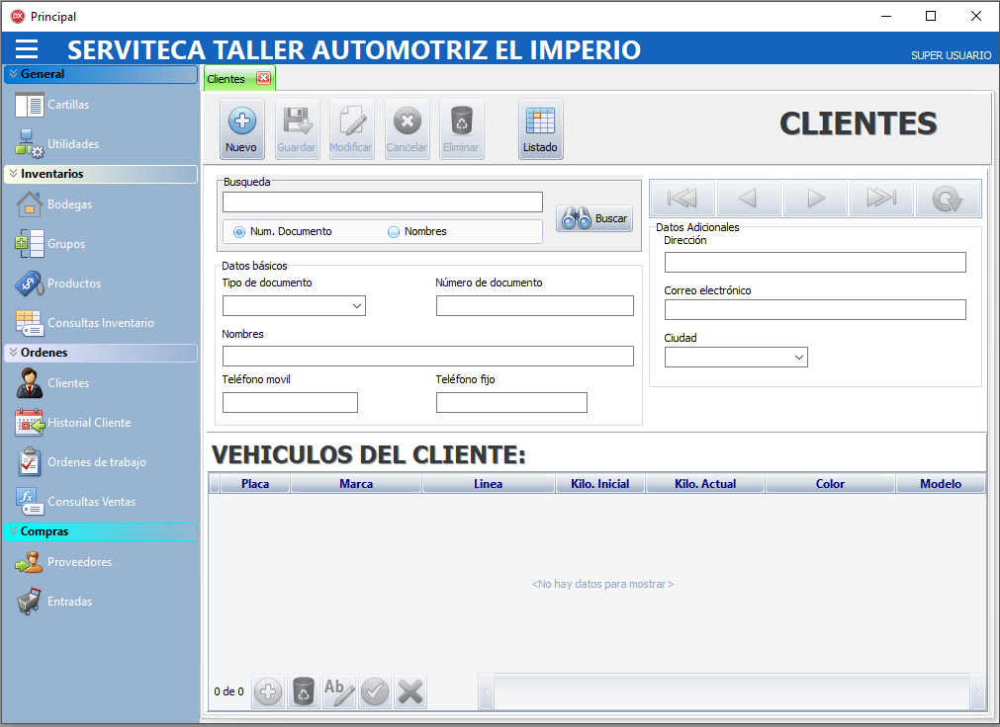 DX Principal
SERVITECA TALLER AUTOMOTRIZ EL IMPERIO
SUPER USUARIO
General
Cartillas
Utilidades
Inventarios
Bodegas
Grupos
Productos
Consultas Inventario
Ordenes
Clientes
Historial Cliente
Ordenes de trabajo
Consultas Ventas
Compras
Proveedores
Entradas
Clientes
Nuevo
Guardar
Modificar
Cancelar
Eliminar
Listado
CLIENTES
Busqueda
Num. Documento
Nombres
Buscar
Datos básicos
Tipo de documento
Número de documento
Nombres
Teléfono movil
Teléfono fijo
Datos Adicionales
Dirección
Correo electrónico
Ciudad
VEHICULOS DEL CLIENTE:
Placa Marca Linea Kilo. Inicial Kilo. Actual Color Modelo
<No hay datos para mostrar>
0 de 0
Ab